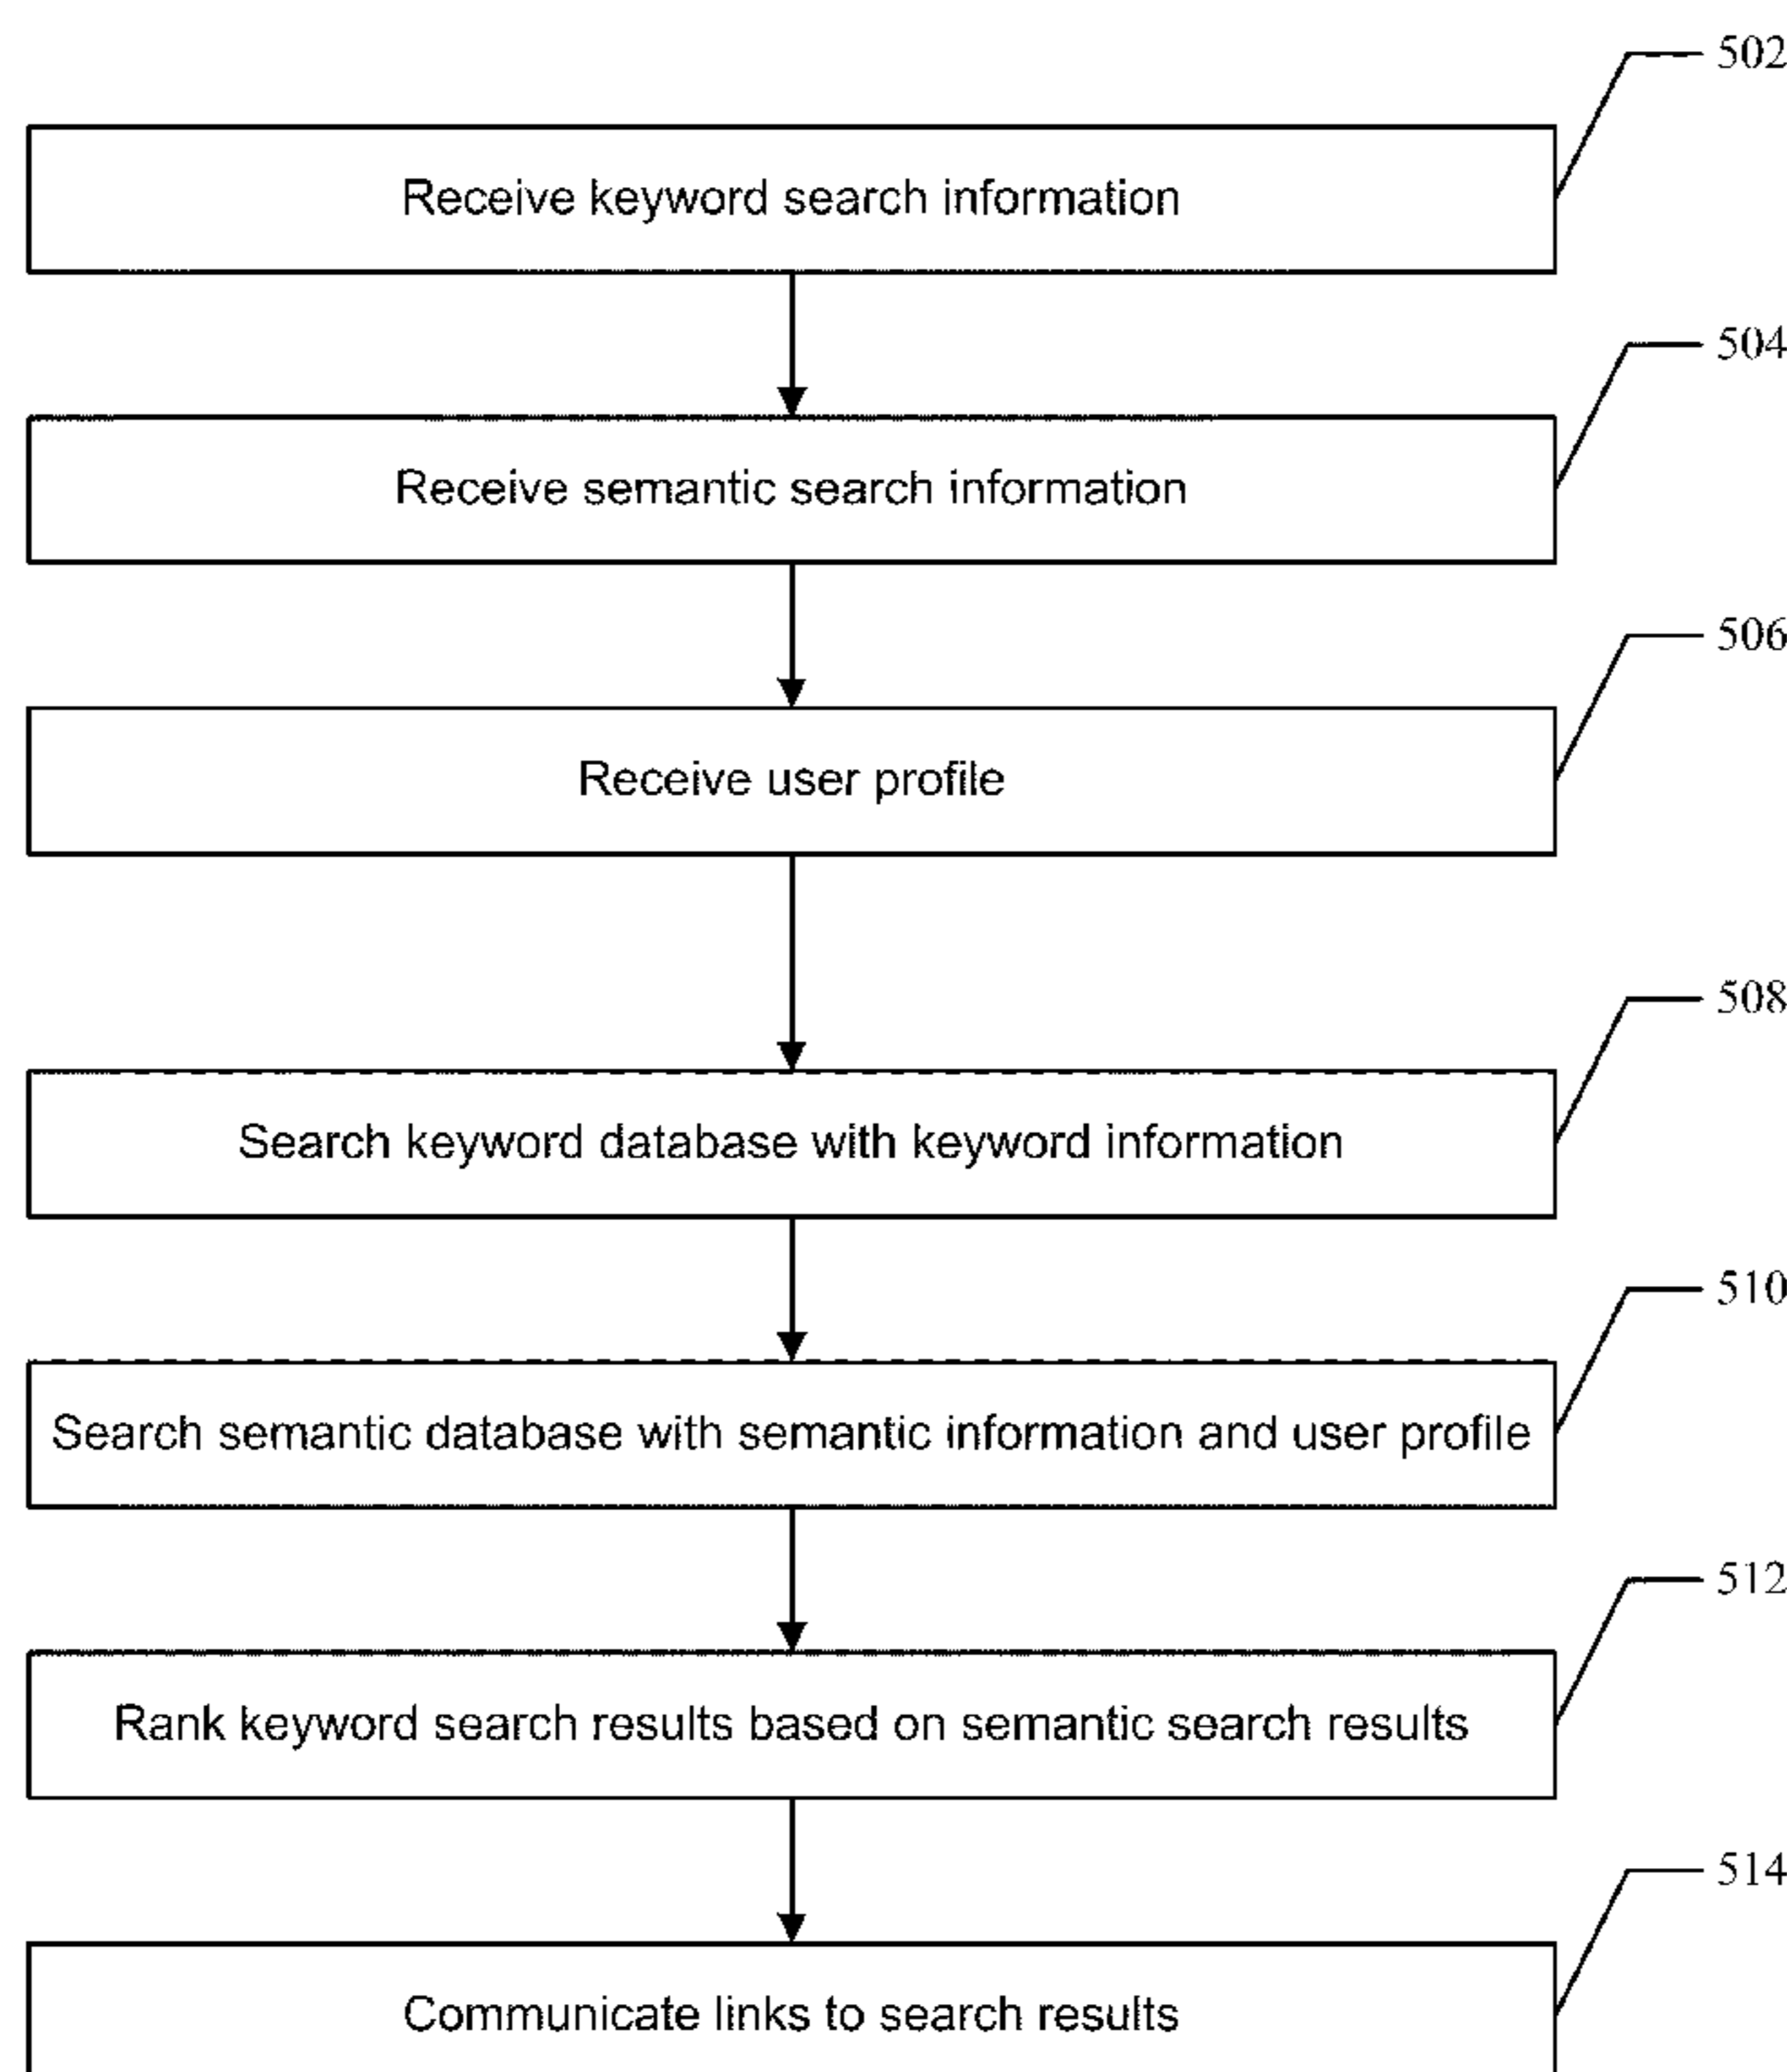 502
Receive keyword search information
504
Receive semantic search information
506
Receive user profile
508
Search keyword database with keyword information
510
Search semantic database with semantic information and user profile
512
Rank keyword search results based on semantic search results
514
Communicate links to search results